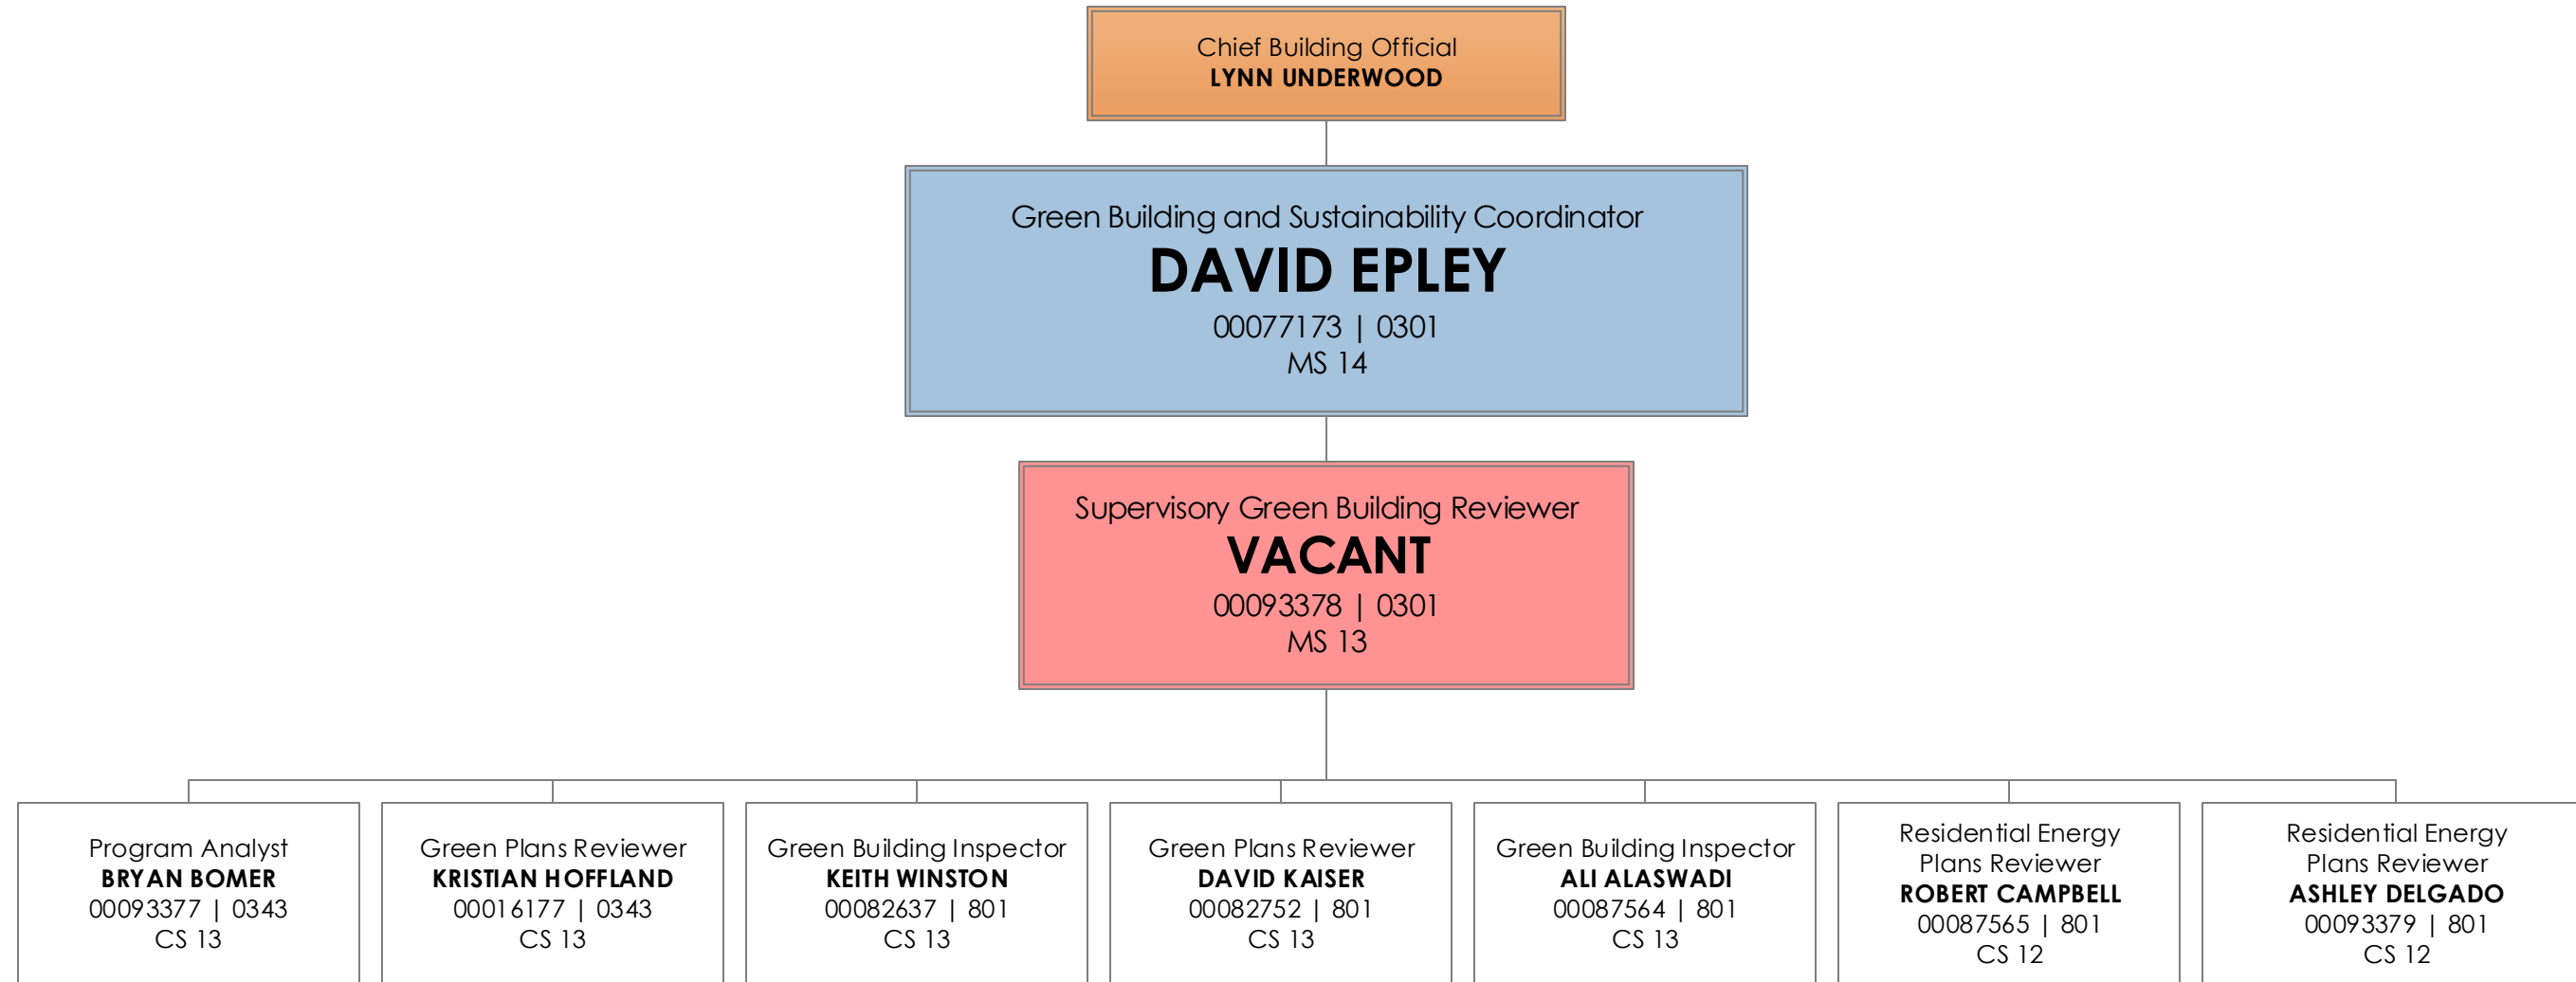 Chief Building Official
LYNN UNDERWOOD
Green Building and Sustainability Coordinator
DAVID EPLEY
00077173 | 0301
MS 14
Supervisory Green Building Reviewer
VACANT
00093378 | 0301
MS 13
Program Analyst
BRYAN BOMER
00093377 | 0343
CS 13
Green Plans Reviewer
KRISTIAN HOFFLAND
00016177 | 0343
CS 13
Green Building Inspector
KEITH WINSTON
00082637 | 801
CS 13
Green Plans Reviewer
DAVID KAISER
00082752 | 801
CS 13
Green Building Inspector
ALI ALASWADI
00087564 | 801
CS 13
Residential Energy
Plans Reviewer
ROBERT CAMPBELL
00087565 | 801
CS 12
Residential Energy
Plans Reviewer
ASHLEY DELGADO
00093379 | 801
CS 12